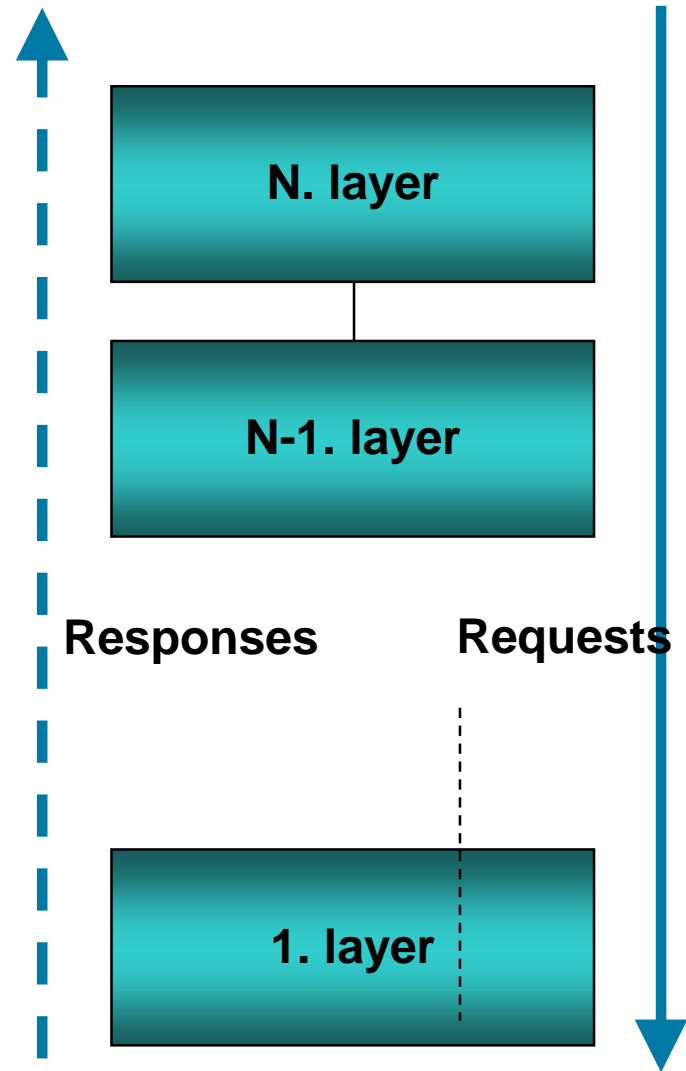 N. layer
N-1. layer
Responses
Requests
1. layer